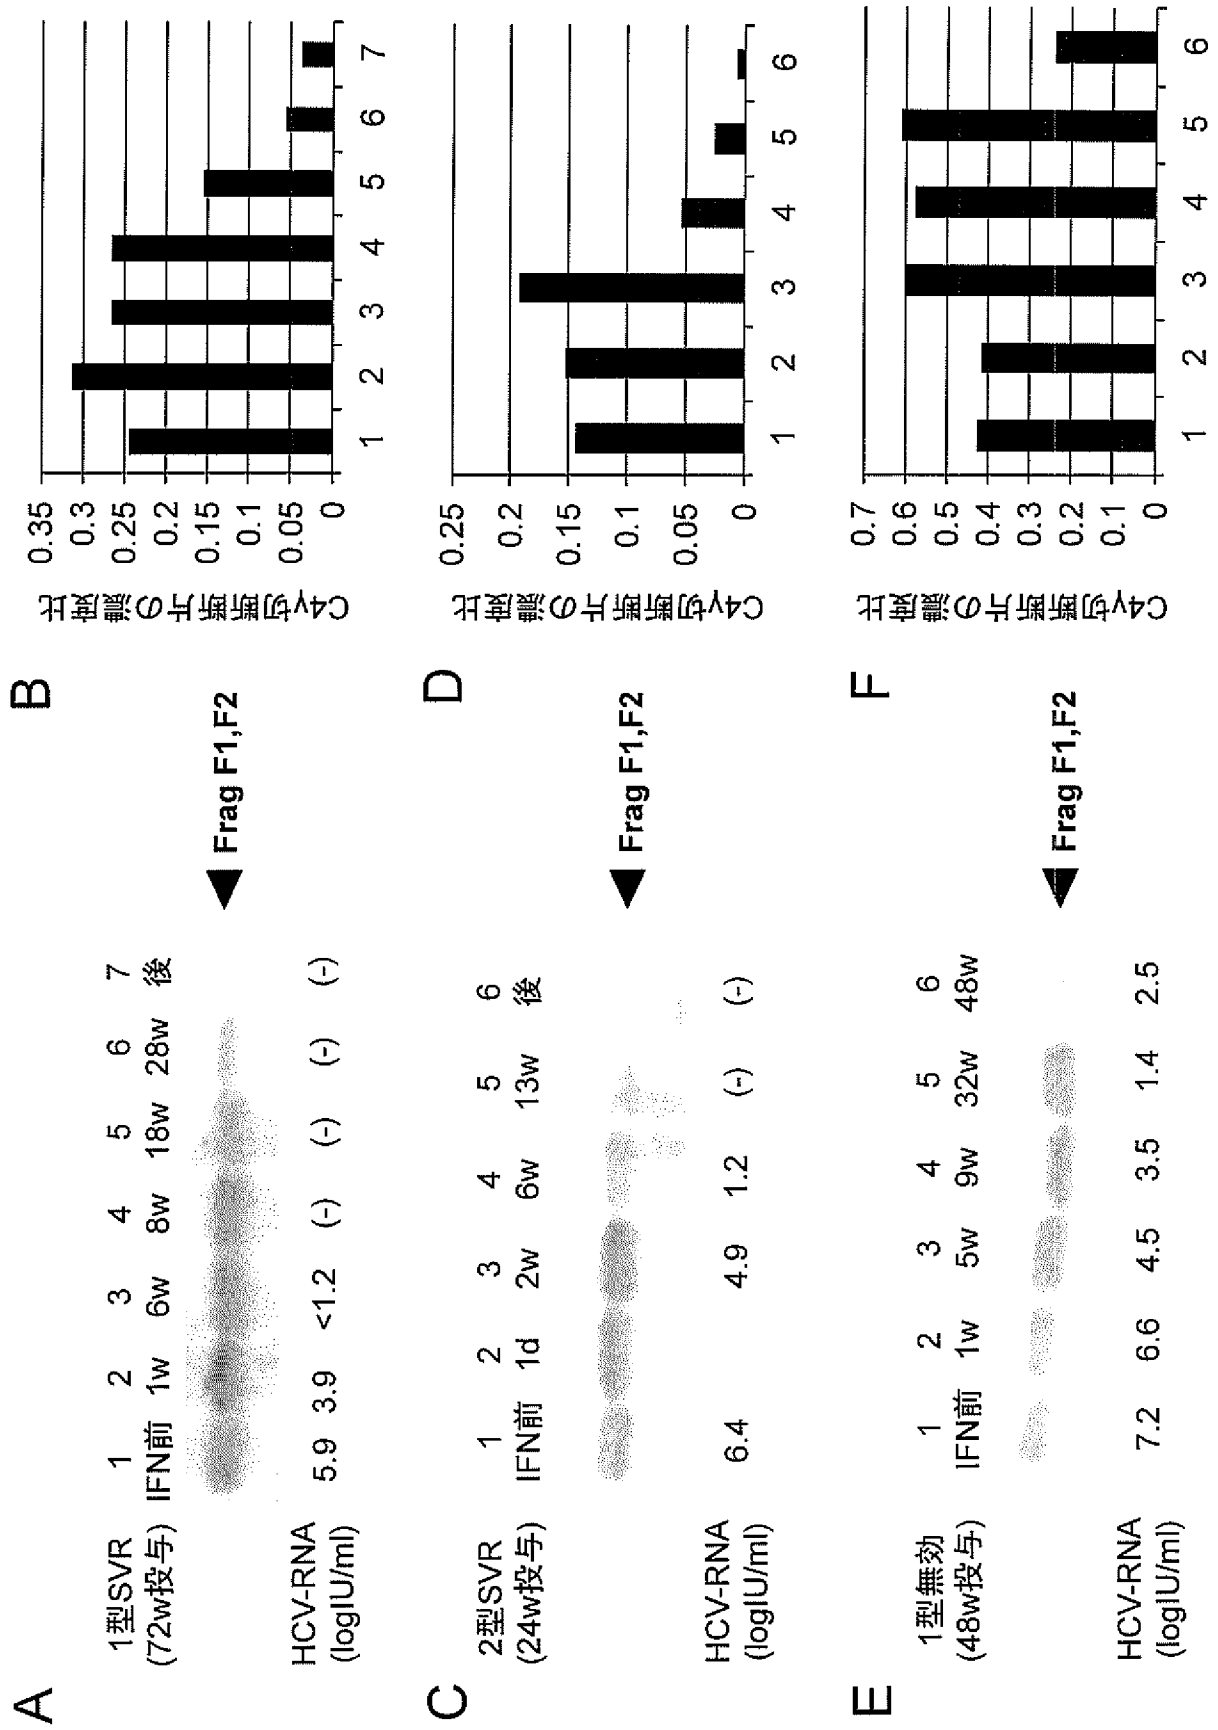 A
1型SVR
(72w投与)
1 2 3 4 5 6 7
IFN前 1w 6w 8w 18w 28w 後
Frag F1,F2
HCV-RNA
(logIU/ml)
5.9 3.9 <1.2 (-) (-) (-) (-)
B
C4γ切断片の濃度比
0.35
0.3
0.25
0.2
0.15
0.1
0.05
0
1 2 3 4 5 6 7
C
2型SVR
(24w投与)
1 2 3 4 5 6
IFN前 1d 2w 6w 13w 後
Frag F1,F2
HCV-RNA
(logIU/ml)
6.4 4.9 1.2 (-) (-)
D
C4γ切断片の濃度比
0.25
0.2
0.15
0.1
0.05
0
1 2 3 4 5 6
E
1型無効
(48w投与)
1 2 3 4 5 6
IFN前 1w 5w 9w 32w 48w
Frag F1,F2
HCV-RNA
(logIU/ml)
7.2 6.6 4.5 3.5 1.4 2.5
F
C4γ切断片の濃度比
0.7
0.6
0.5
0.4
0.3
0.2
0.1
0
1 2 3 4 5 6